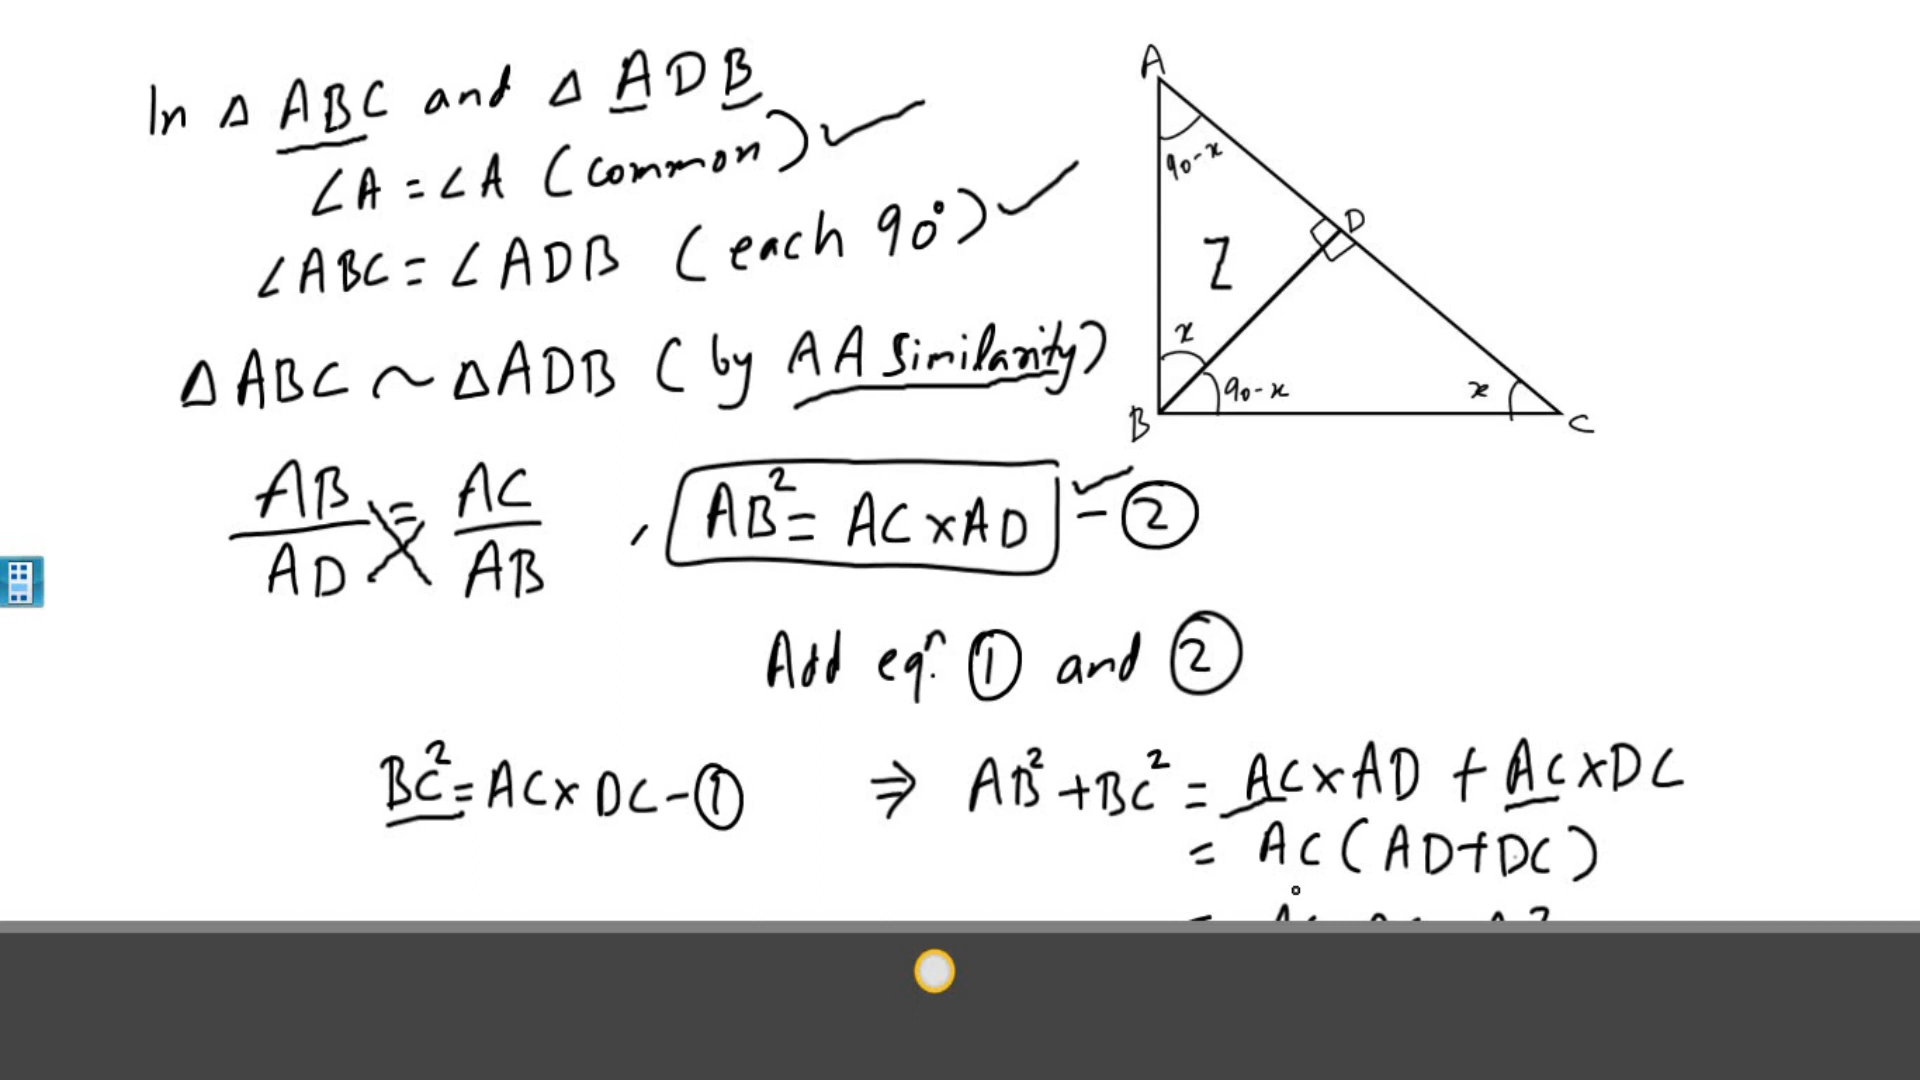 In △ ABC and △ ADB
∠A = ∠A (common)
∠ABC = ∠ADB (each 90°)
△ABC ~ △ADB (by AA Similarity)
AB/AD = AC/AB , AB² = AC×AD – ②
Add eqⁿ. ① and ②
BC² = AC× DC – ① ⇒ AB² + BC² = AC×AD + AC×DC
= AC(AD+DC)
A
90-x
D
x
90-x
x
B
C